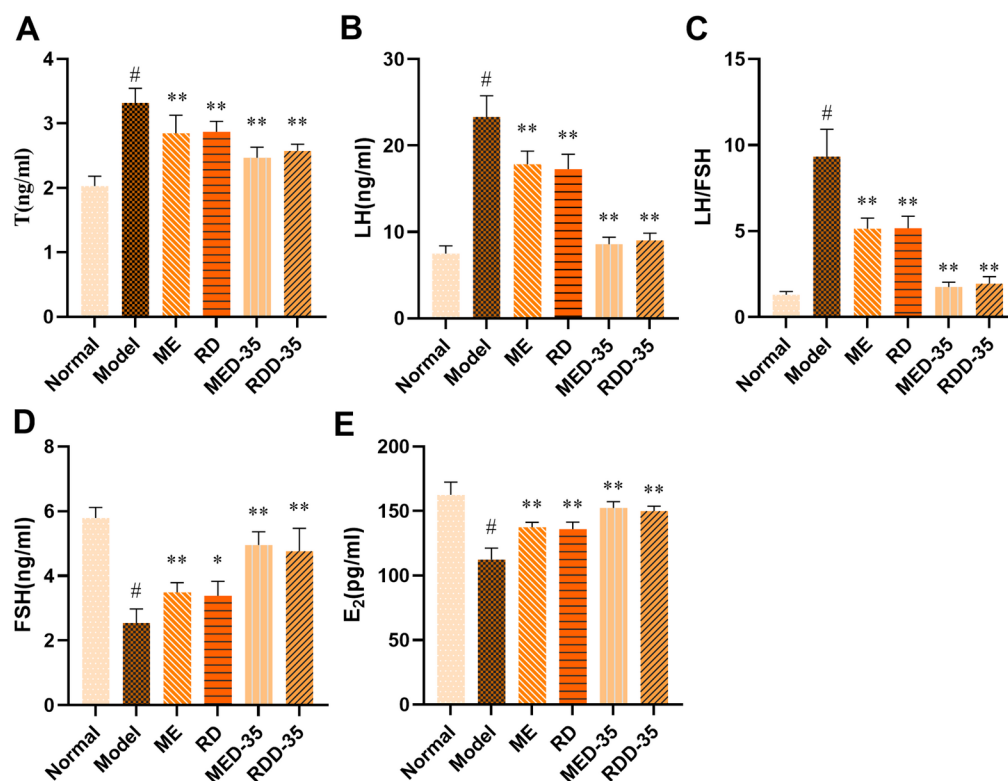 A
T(ng/ml)
4
3
2
1
0
#
**
**
**
**
Normal
Model
ME
RD
MED-35
RDD-35
B
LH(ng/ml)
30
20
10
0
#
**
**
**
**
Normal
Model
ME
RD
MED-35
RDD-35
C
LH/FSH
15
10
5
0
#
**
**
**
**
Normal
Model
ME
RD
MED-35
RDD-35
D
FSH(ng/ml)
8
6
4
2
0
#
**
*
**
**
Normal
Model
ME
RD
MED-35
RDD-35
E
E₂(pg/ml)
200
150
100
50
0
#
**
**
**
**
Normal
Model
ME
RD
MED-35
RDD-35